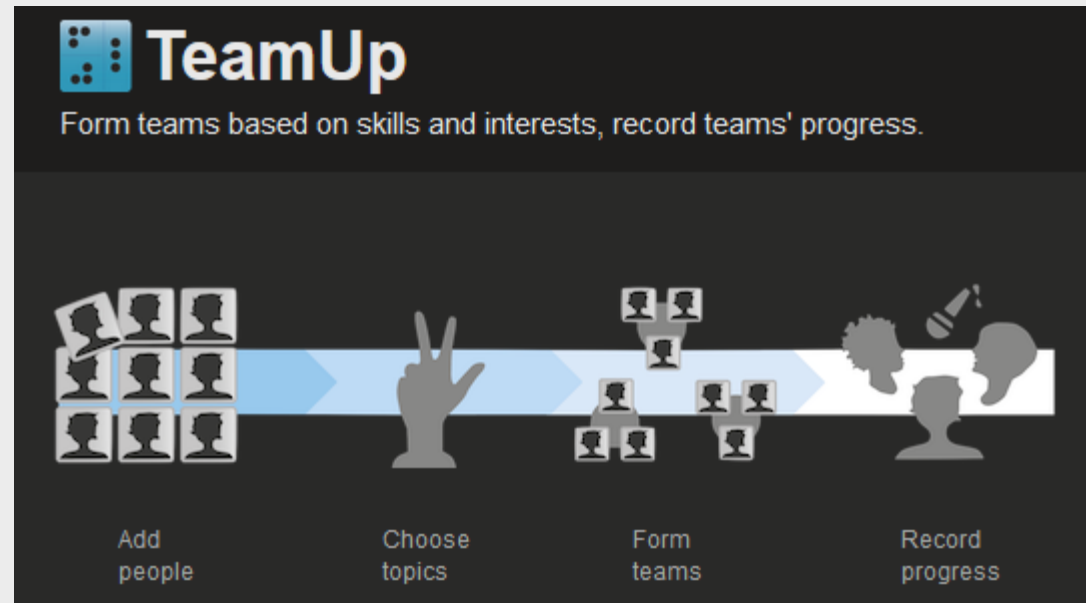 TeamUp
Form teams based on skills and interests, record teams' progress.
Add
people
Choose
topics
Form
teams
Record
progress